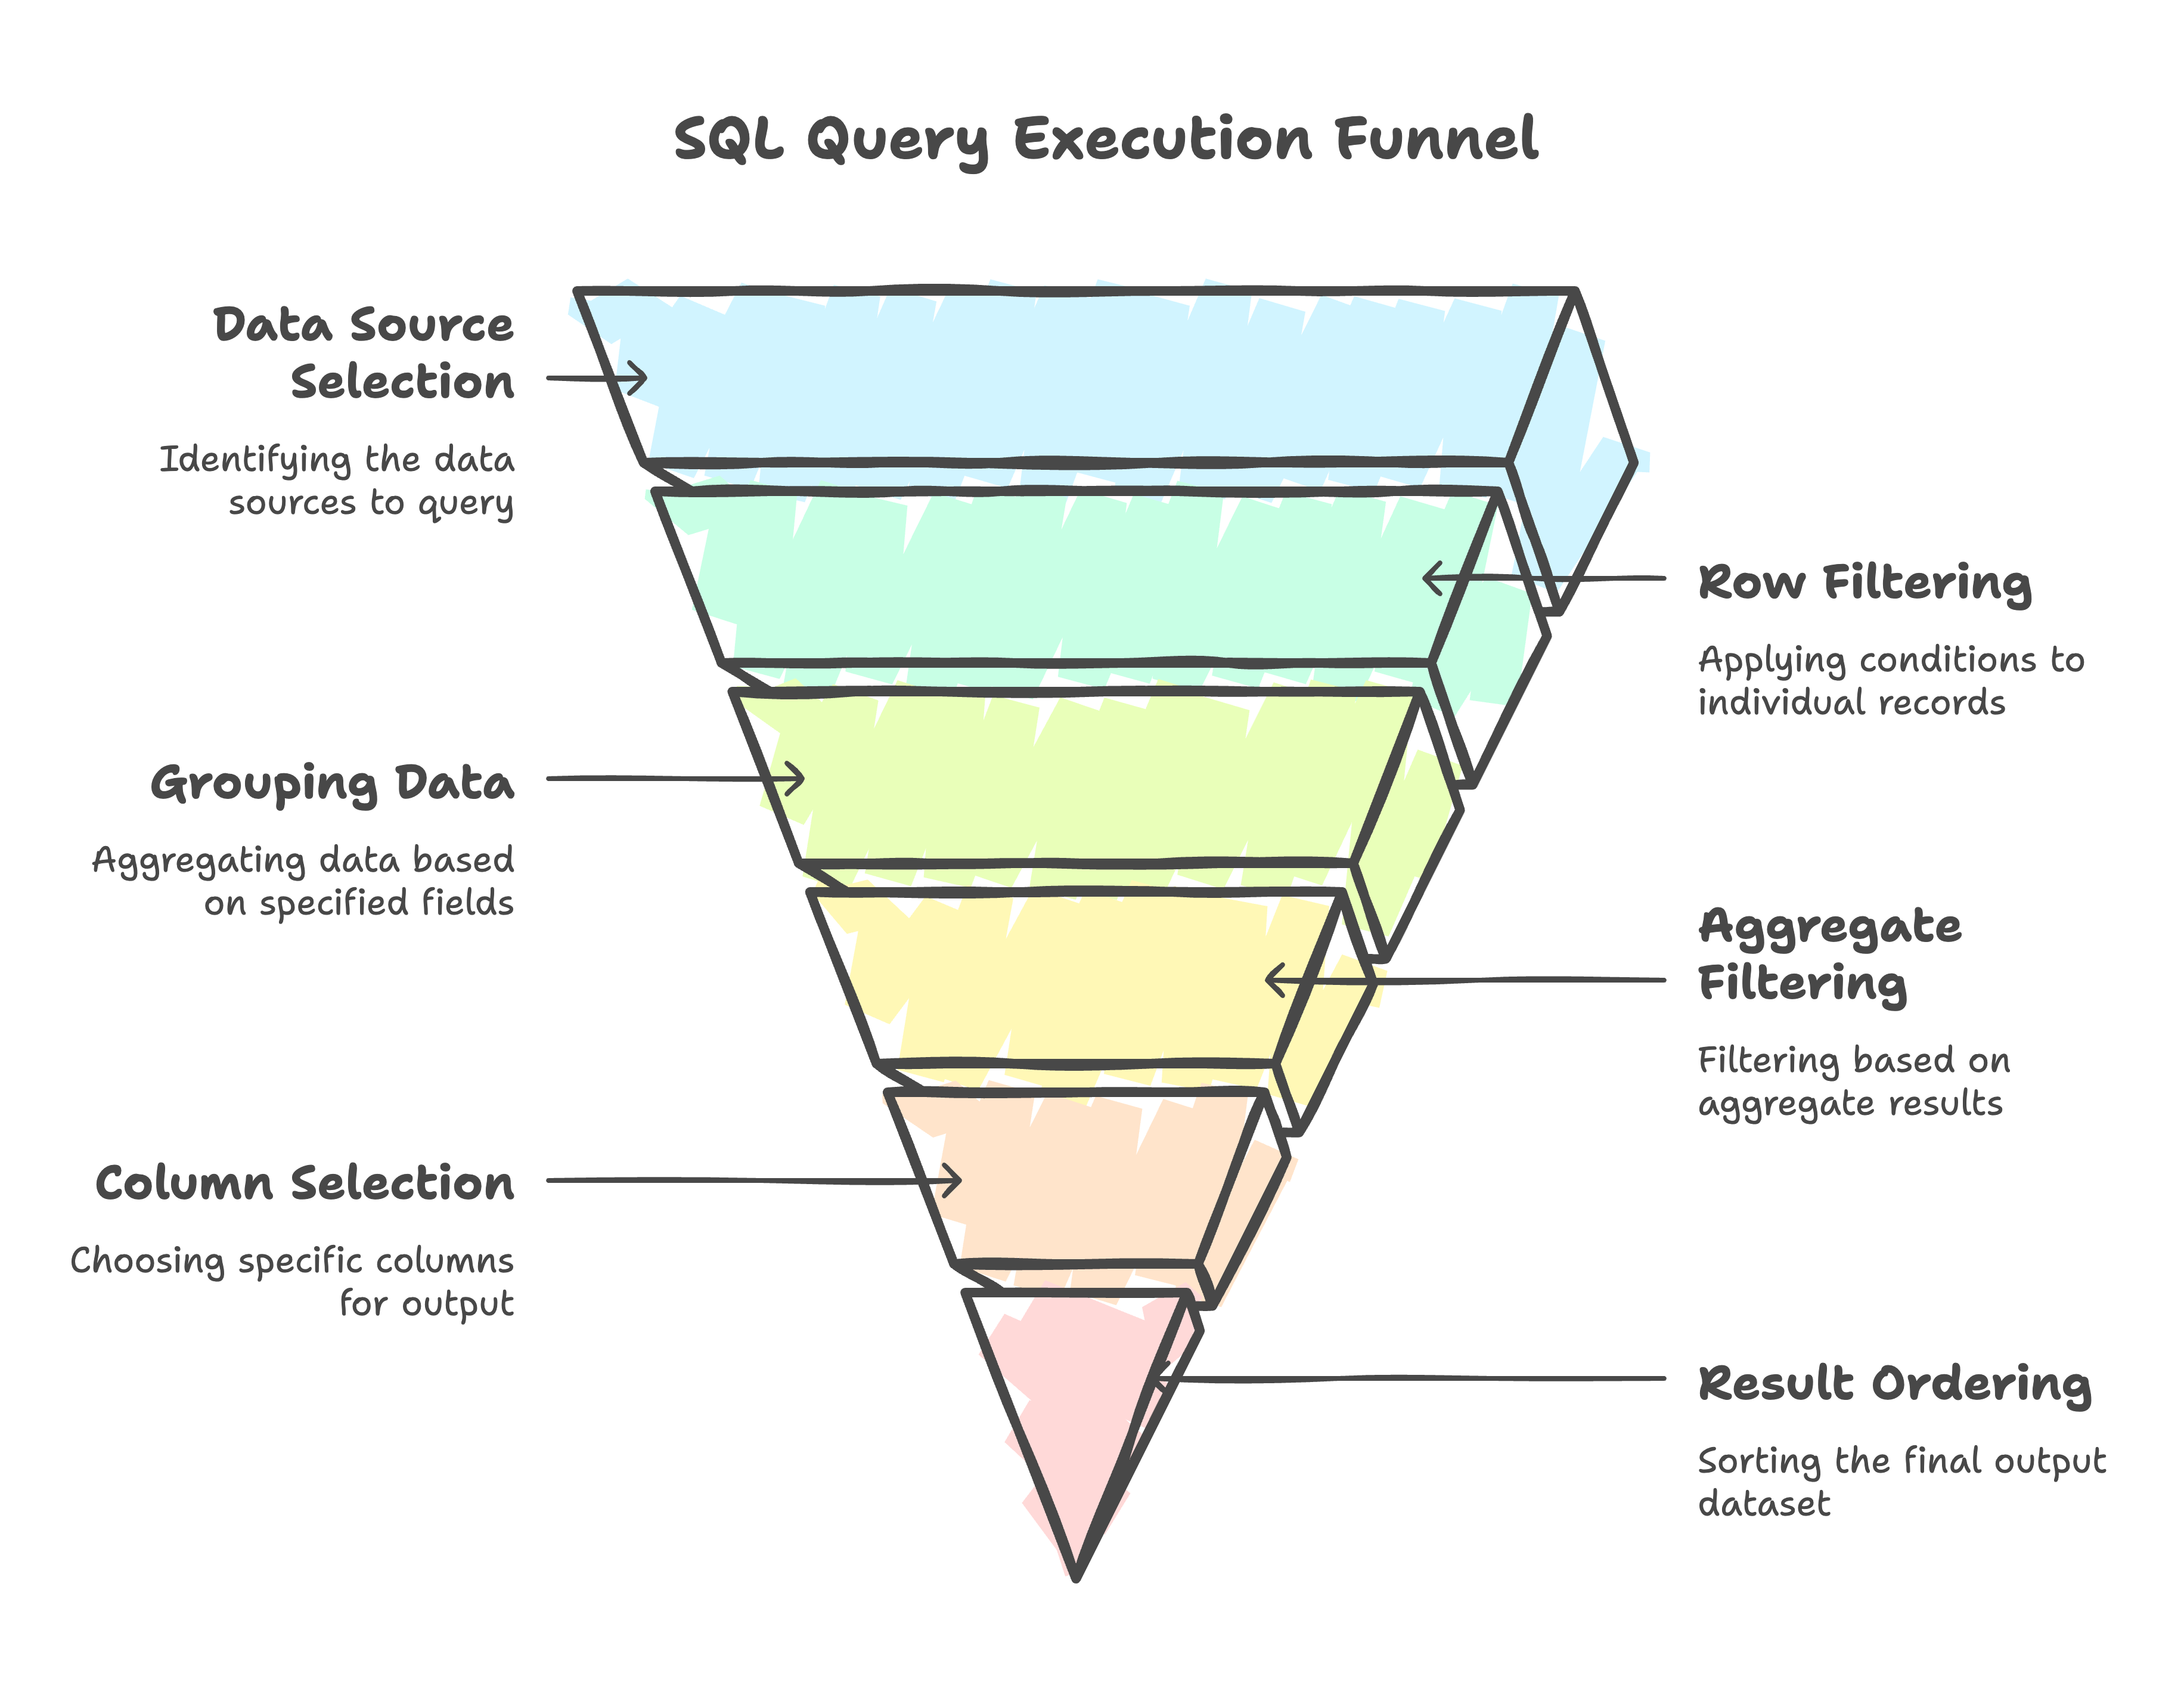 SQL Query Execution Funnel
Data Source
Selection
Identifying the data
sources to query
Row Filtering
Applying conditions to
individual records
Grouping Data
Aggregating data based
on specified fields
Aggregate
Filtering
Filtering based on
aggregate results
Column Selection
Choosing specific columns
for output
Result Ordering
Sorting the final output
dataset